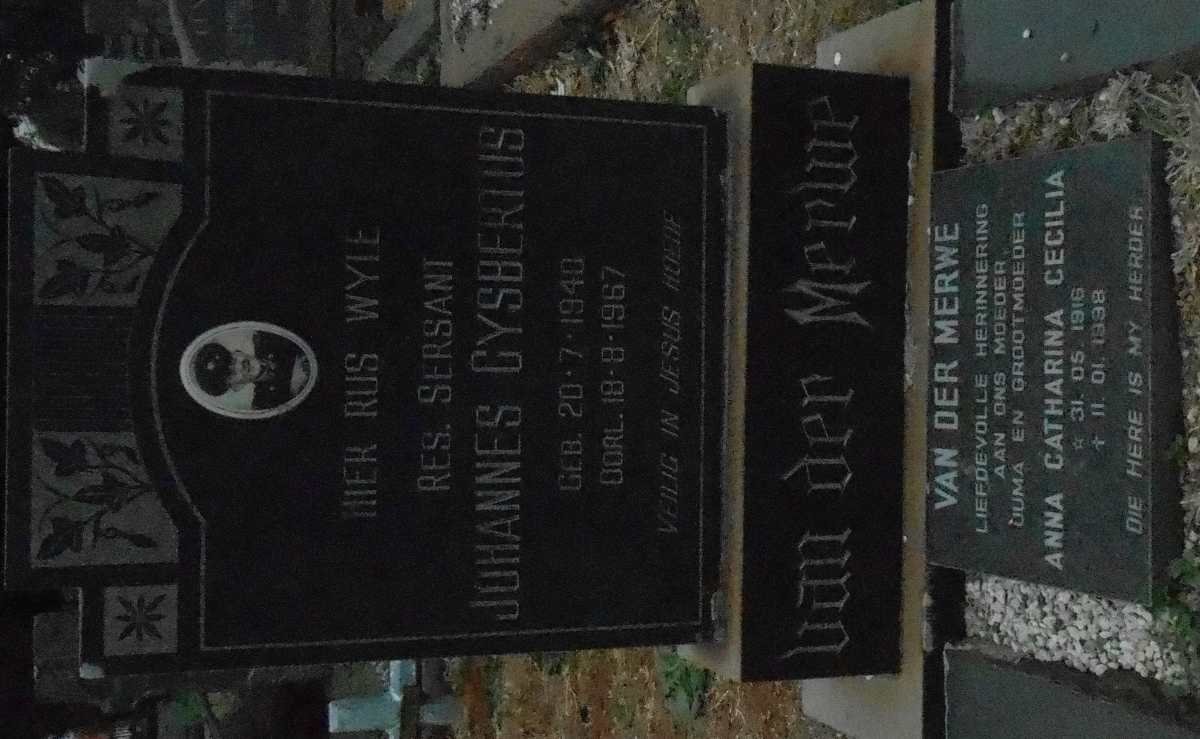 HIER RUS WYLE
RES. SERSANT
JOHANNES GYSBERTUS
GEB. 20·7·1940
OORL. 18·8·1967
VEILIG IN JESUS HOEDE
van der Merwe
VAN DER MERWE
LIEFDEVOLLE HERINNERING
AAN ONS MOEDER,
OUMA EN GROOTMOEDER
ANNA CATHARINA CECILIA
☆ 31. 05. 1916
✝ 11. 01. 1998
DIE HERE IS MY HERDER